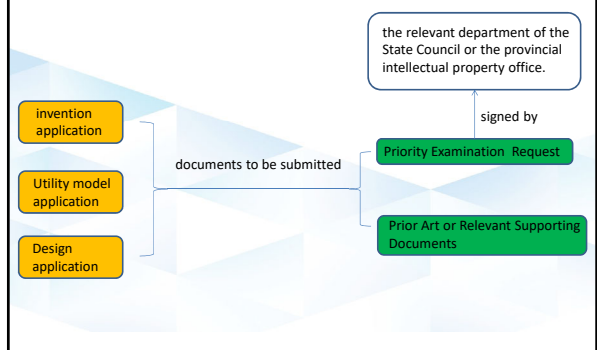 the relevant department of the
State Council or the provincial
intellectual property office.
signed by
invention
application
documents to be submitted
Priority Examination Request
Utility model
application
Prior Art or Relevant Supporting
Documents
Design
application